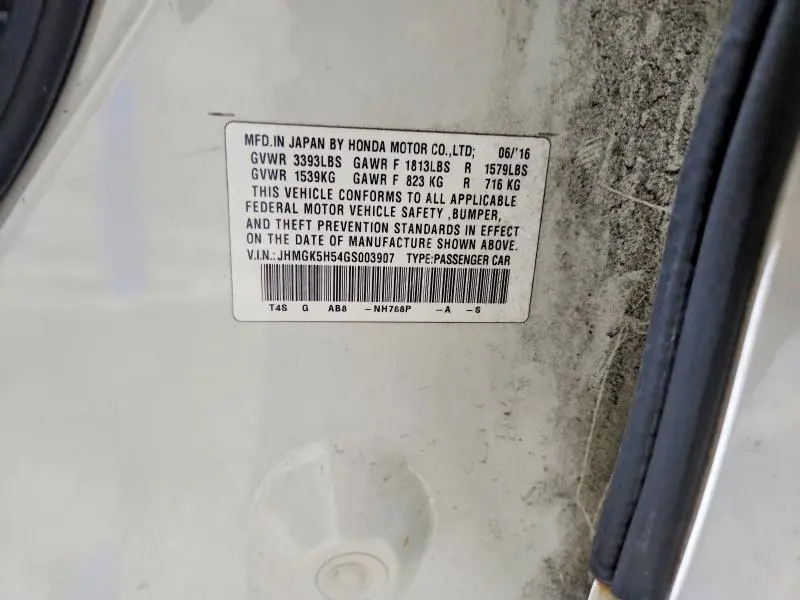 MFD.IN JAPAN BY HONDA MOTOR CO.,LTD; 06/'16
GVWR 3393LBS GAWR F 1813LBS R 1579LBS
GVWR 1539KG GAWR F 823 KG R 716 KG
THIS VEHICLE CONFORMS TO ALL APPLICABLE
FEDERAL MOTOR VEHICLE SAFETY ,BUMPER,
AND THEFT PREVENTION STANDARDS IN EFFECT
ON THE DATE OF MANUFACTURE SHOWN ABOVE.
V.I.N.: JHMGK5H54GS003907 TYPE:PASSENGER CAR
T4S G AB8 -NH788P -A -S